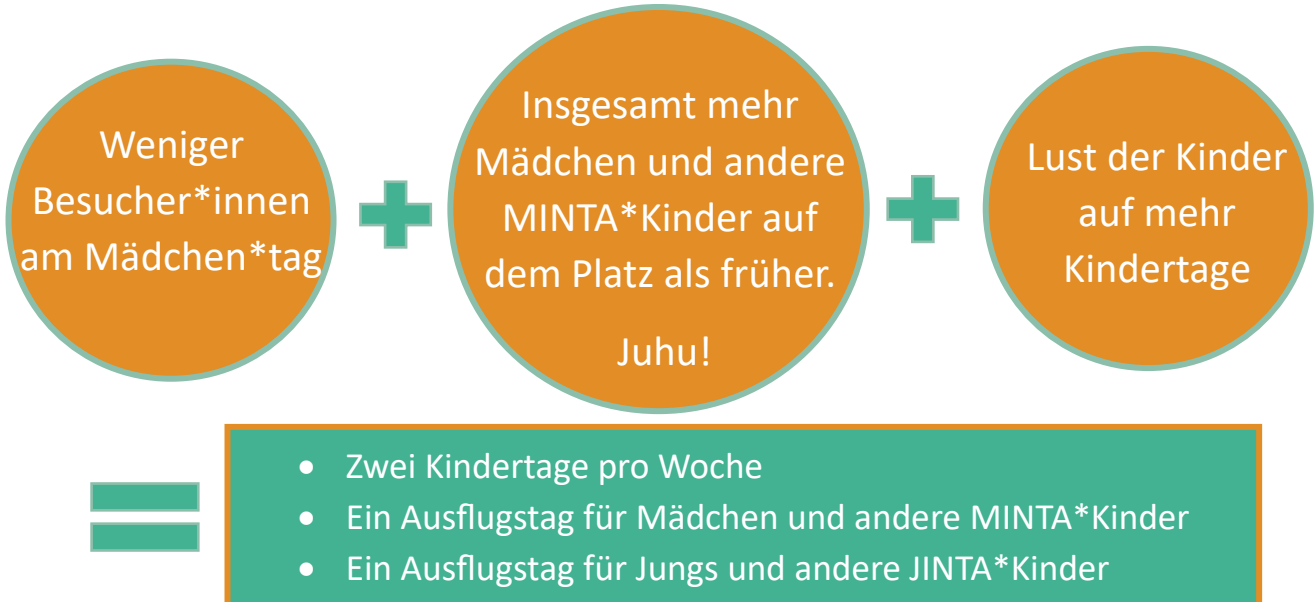 Weniger
Besucher*innen
am Mädchen*tag
Insgesamt mehr
Mädchen und andere
MINTA*Kinder auf
dem Platz als früher.
Juhu!
Lust der Kinder
auf mehr
Kindertage
• Zwei Kindertage pro Woche
• Ein Ausflugstag für Mädchen und andere MINTA*Kinder
• Ein Ausflugstag für Jungs und andere JINTA*Kinder